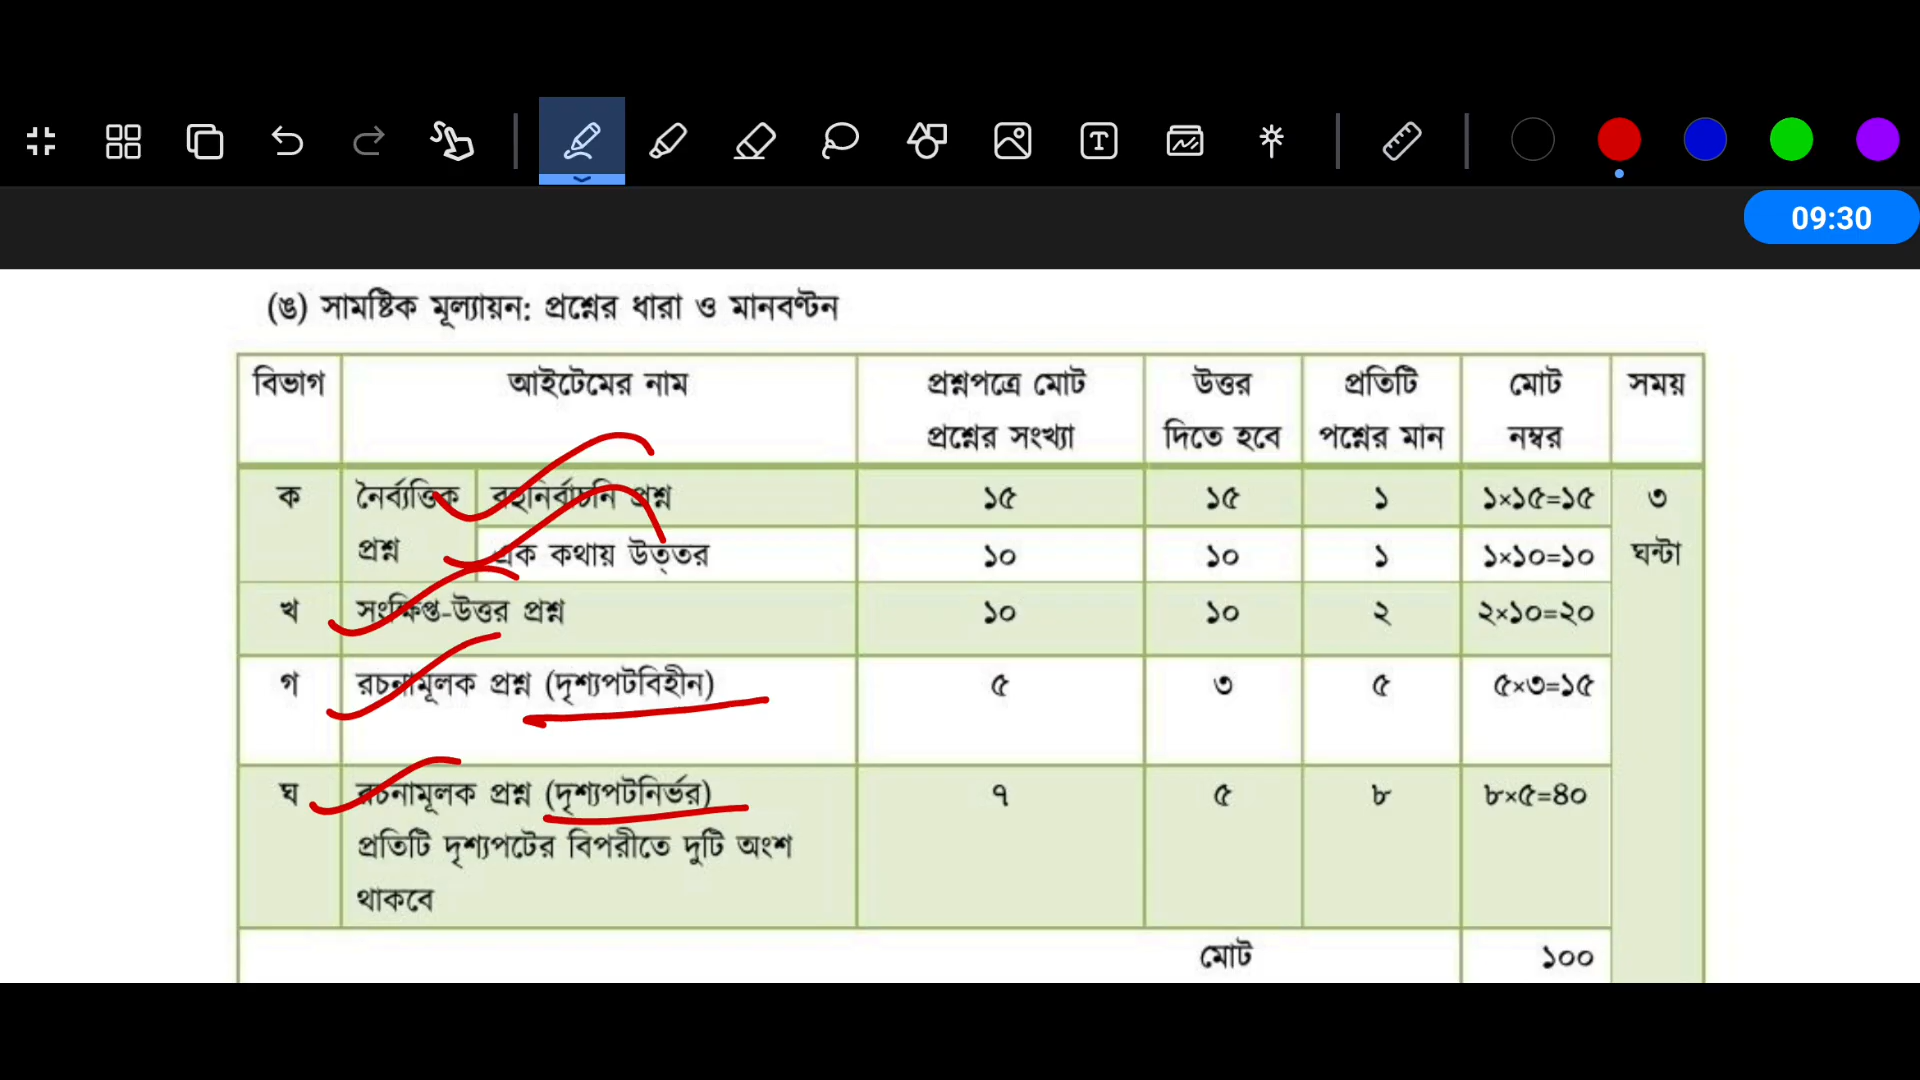 09:30
(ঙ) সামষ্টিক মূল্যায়ন: প্রশ্নের ধারা ও মানবণ্টন
বিভাগ আইটেমের নাম প্রশ্নপত্রে মোট প্রশ্নের সংখ্যা উত্তর দিতে হবে প্রতিটি পশ্নের মান মোট নম্বর সময়
ক নৈর্ব্যত্তিক প্রশ্ন বহুনির্বাচনি প্রশ্ন ১৫ ১৫ ১ ১×১৫=১৫ ৩ ঘন্টা
এক কথায় উত্তর ১০ ১০ ১ ১×১০=১০
খ সংক্ষিপ্ত-উত্তর প্রশ্ন ১০ ১০ ২ ২×১০=২০
গ রচনামূলক প্রশ্ন (দৃশ্যপটবিহীন) ৫ ৩ ৫ ৫×৩=১৫
ঘ রচনামূলক প্রশ্ন (দৃশ্যপটনির্ভর) ৭ ৫ ৮ ৮×৫=৪০
প্রতিটি দৃশ্যপটের বিপরীতে দুটি অংশ
থাকবে
মোট ১০০